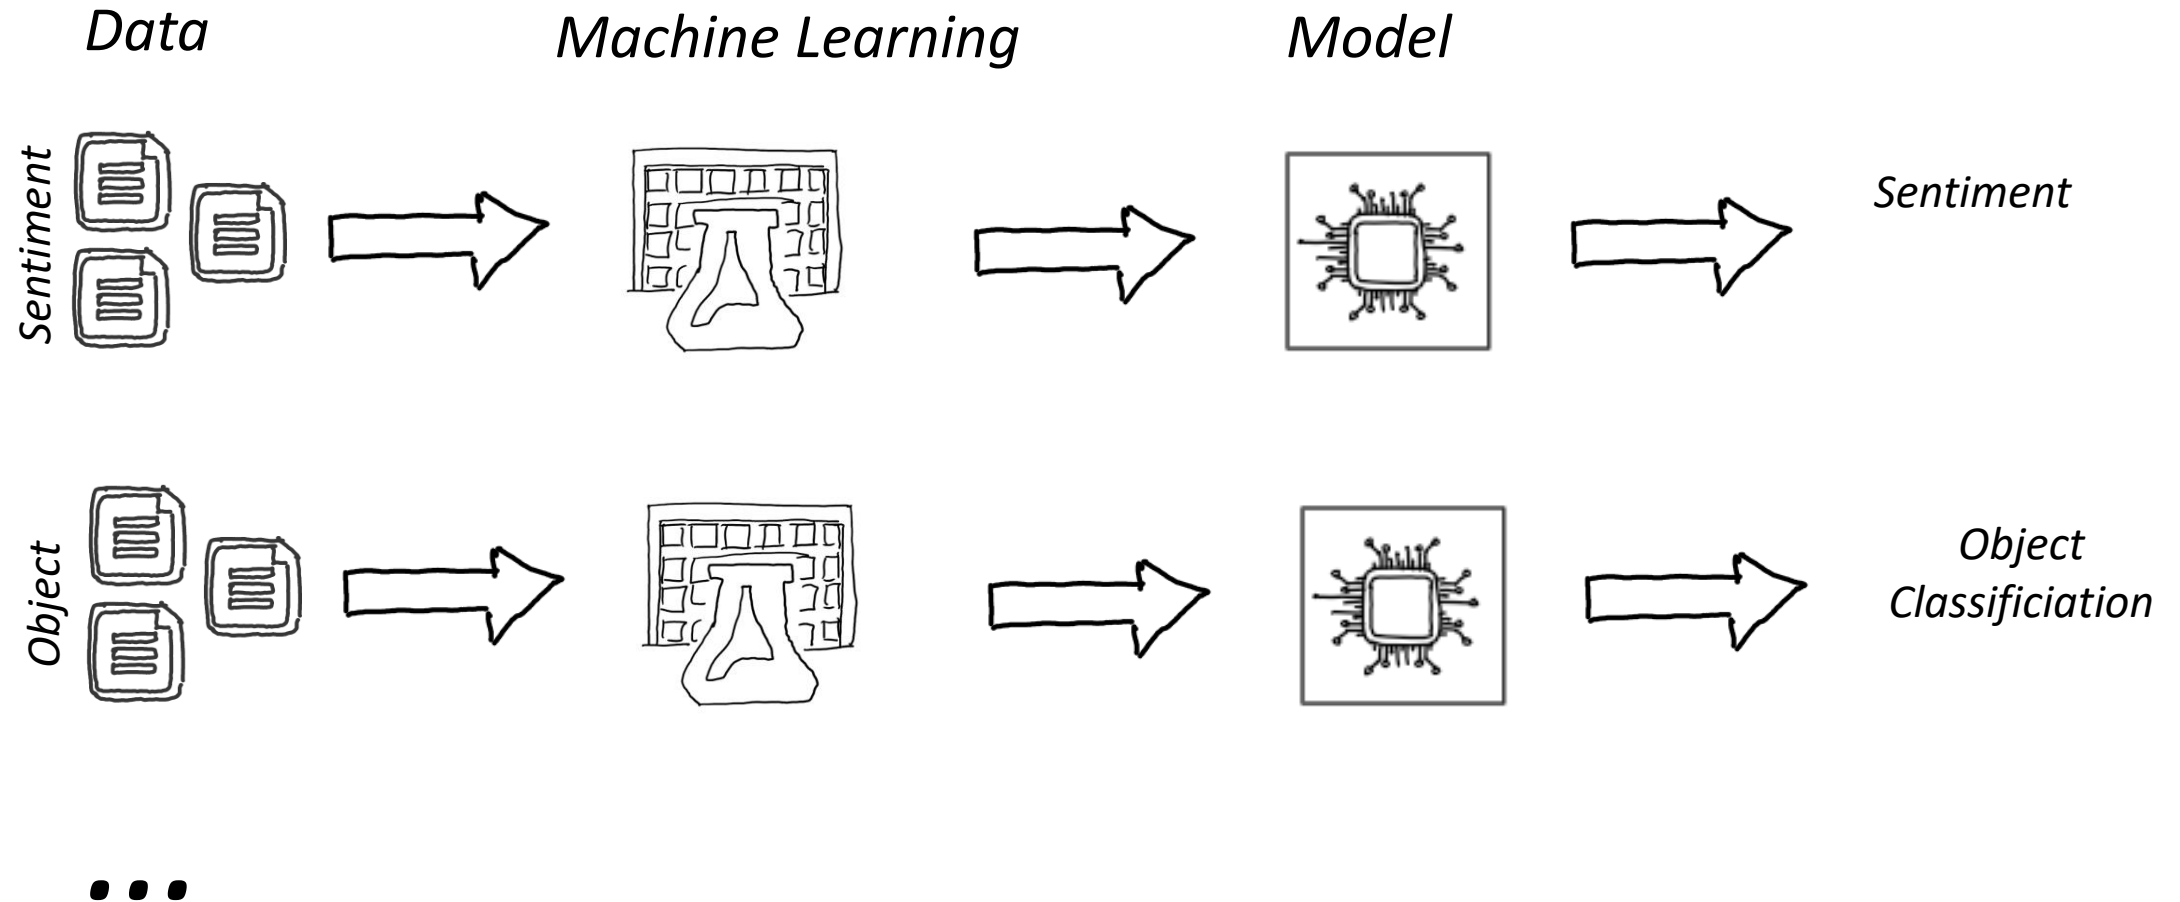 Data
Machine Learning
Model
Sentiment
Sentiment
Object
Object
Classificiation
...